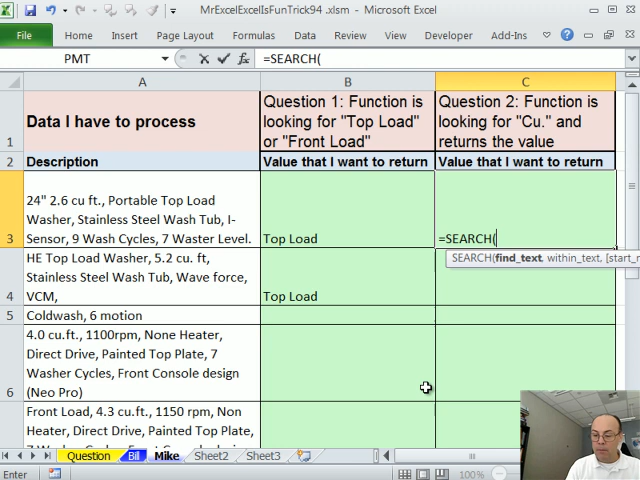 MrExcelExcelIsFunTrick94 .xlsm - Microsoft Excel
File Home Insert Page Layout Formulas Data Review View Developer Add-Ins
PMT =SEARCH(
A B C
1 Data I have to process
Question 1: Function is
looking for "Top Load"
or "Front Load"
Question 2: Function is
looking for "Cu." and
returns the value
2 Description Value that I want to return Value that I want to return
24" 2.6 cu ft., Portable Top Load
Washer, Stainless Steel Wash Tub, I-
3 Sensor, 9 Wash Cycles, 7 Waster Level. Top Load =SEARCH(
SEARCH(find_text, within_text, [start_n
HE Top Load Washer, 5.2 cu. ft,
Stainless Steel Wash Tub, Wave force,
4 VCM, Top Load
5 Coldwash, 6 motion
4.0 cu.ft., 1100rpm, None Heater,
Direct Drive, Painted Top Plate, 7
Washer Cycles, Front Console design
6 (Neo Pro)
Front Load, 4.3 cu.ft., 1150 rpm, Non
Heater, Direct Drive, Painted Top Plate,
Question Bill Mike Sheet2 Sheet3
Enter 100%